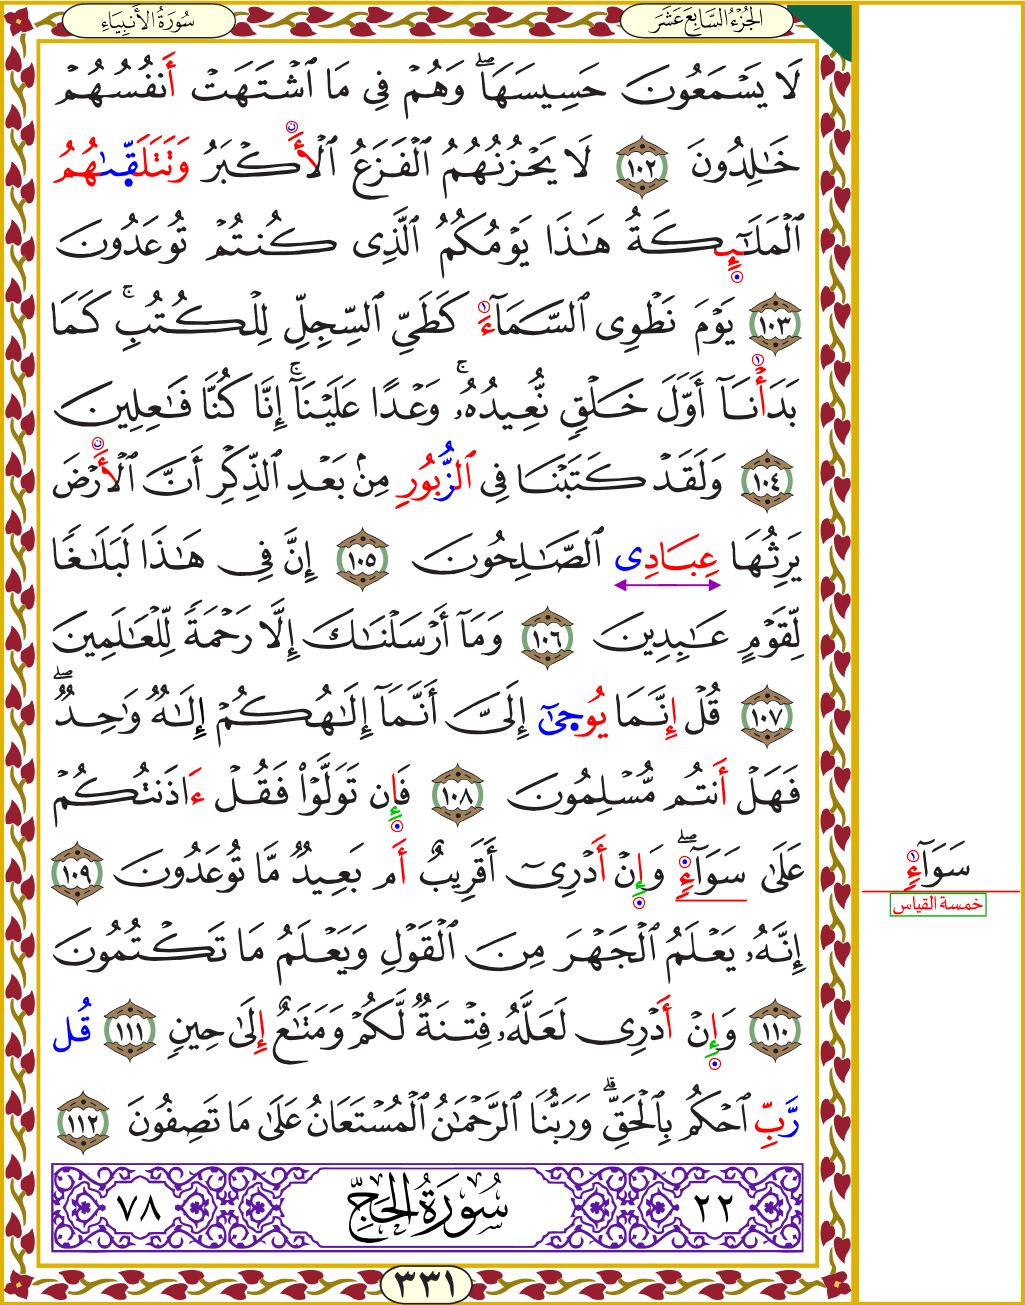 الجُزْءُ السَّابِعَ عَشَرَ
سُورَةُ الأَنبِيَاءِ
لَا يَسْمَعُونَ حَسِيسَهَاۖ وَهُمْ فِي مَا ٱشْتَهَتْ أَنفُسُهُمْ
خَٰلِدُونَ ١٠٢ لَا يَحْزُنُهُمُ ٱلْفَزَعُ ٱلْأَكْبَرُ وَتَتَلَقَّىٰهُمُ
ٱلْمَلَٰٓئِكَةُ هَٰذَا يَوْمُكُمُ ٱلَّذِى كُنتُمْ تُوعَدُونَ
١٠٣ يَوْمَ نَطْوِى ٱلسَّمَآءَ كَطَيِّ ٱلسِّجِلِّ لِلْكُتُبِۚ كَمَا
بَدَأْنَآ أَوَّلَ خَلْقٍ نُّعِيدُهُۥۚ وَعْدًا عَلَيْنَآۚ إِنَّا كُنَّا فَٰعِلِينَ
١٠٤ وَلَقَدْ كَتَبْنَا فِى ٱلزُّبُورِ مِنۢ بَعْدِ ٱلذِّكْرِ أَنَّ ٱلْأَرْضَ
يَرِثُهَا عِبَادِى ٱلصَّٰلِحُونَ ١٠٥ إِنَّ فِى هَٰذَا لَبَلَٰغًا
لِّقَوْمٍ عَٰبِدِينَ ١٠٦ وَمَآ أَرْسَلْنَٰكَ إِلَّا رَحْمَةً لِّلْعَٰلَمِينَ
١٠٧ قُلْ إِنَّمَا يُوحَىٰٓ إِلَىَّ أَنَّمَآ إِلَٰهُكُمْ إِلَٰهٌ وَٰحِدٌۖ
فَهَلْ أَنتُم مُّسْلِمُونَ ١٠٨ فَإِن تَوَلَّوْا۟ فَقُلْ ءَاذَنتُكُمْ
عَلَىٰ سَوَآءٍۖ وَإِنْ أَدْرِىٓ أَقَرِيبٌ أَم بَعِيدٌ مَّا تُوعَدُونَ ١٠٩
إِنَّهُۥ يَعْلَمُ ٱلْجَهْرَ مِنَ ٱلْقَوْلِ وَيَعْلَمُ مَا تَكْتُمُونَ
١١٠ وَإِنْ أَدْرِى لَعَلَّهُۥ فِتْنَةٌ لَّكُمْ وَمَتَٰعٌ إِلَىٰ حِينٍ ١١١ قُل
رَّبِّ ٱحْكُم بِٱلْحَقِّۗ وَرَبُّنَا ٱلرَّحْمَٰنُ ٱلْمُسْتَعَانُ عَلَىٰ مَا تَصِفُونَ ١١٢
٢٢ سُورَةُ الحَجِّ ٧٨
٣٣١
سَوَآءٍ
خمسة القياس